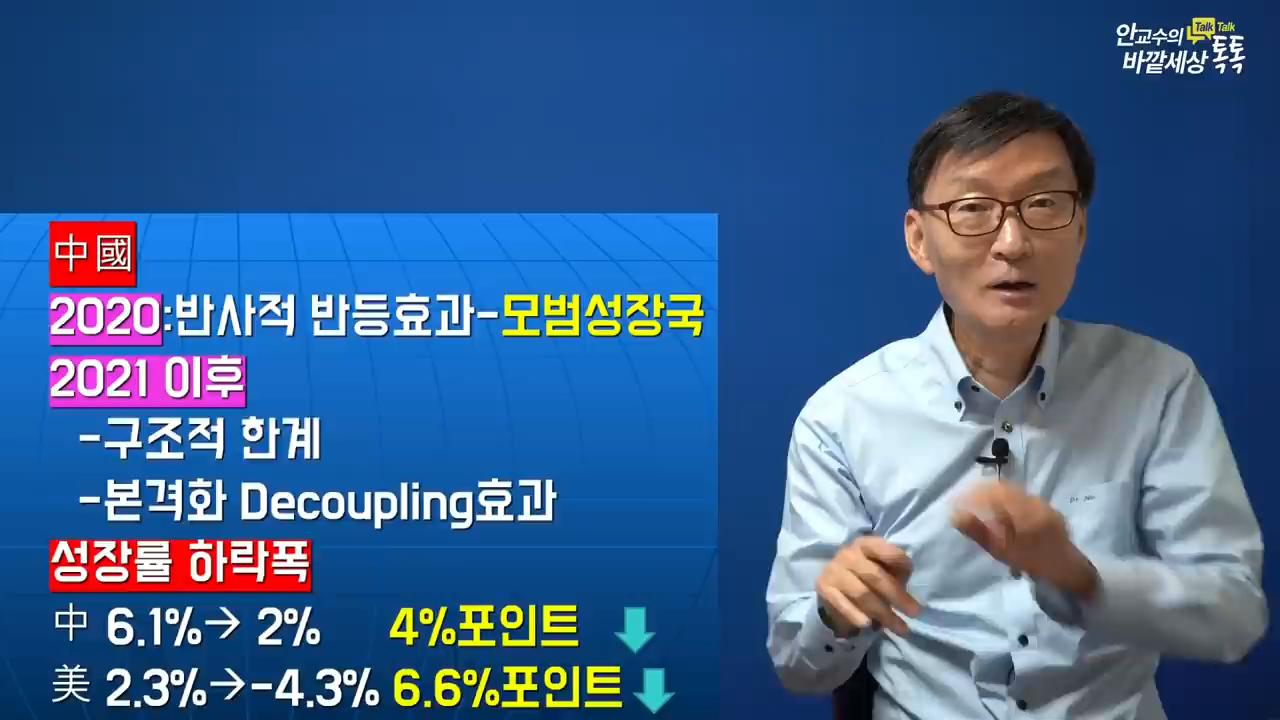 안교수의 Talk Talk
바깥세상 톡톡
中國
2020:반사적 반등효과-모범성장국
2021 이후
-구조적 한계
-본격화 Decoupling효과
성장률 하락폭
中 6.1%→ 2% 4%포인트
美 2.3%→-4.3% 6.6%포인트